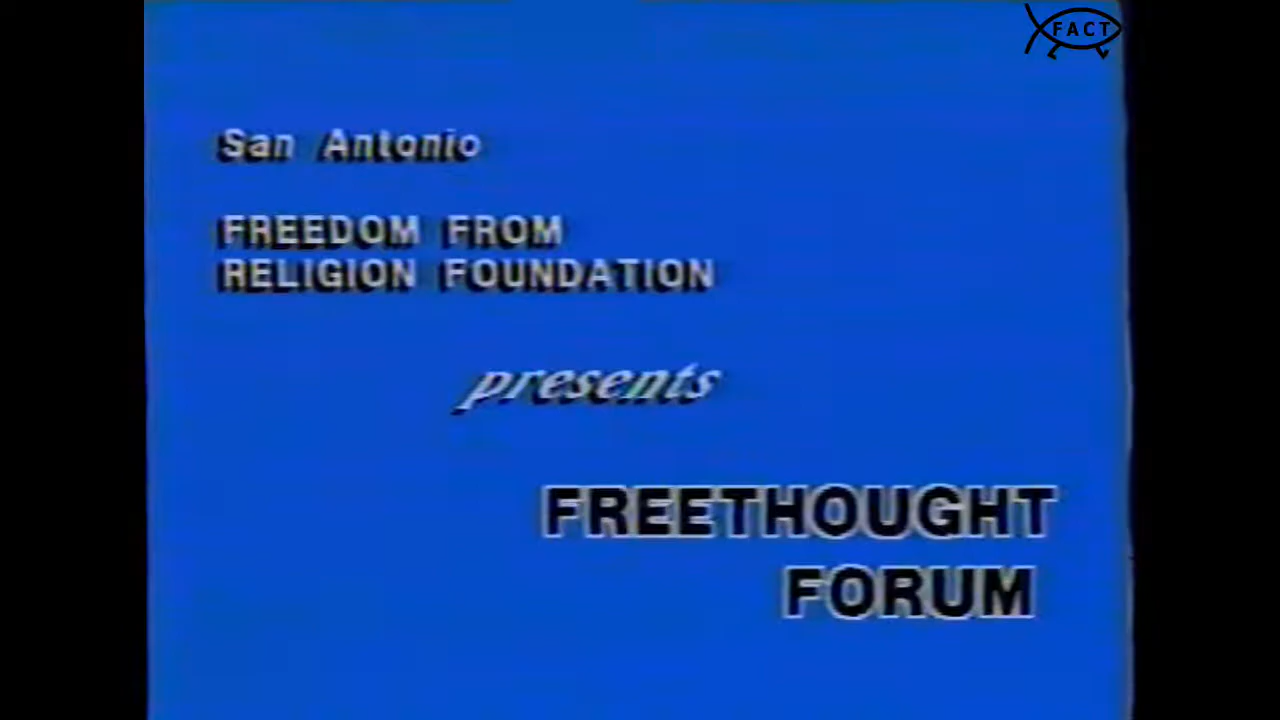 FACT
San Antonio
FREEDOM FROM
RELIGION FOUNDATION
presents
FREETHOUGHT
FORUM